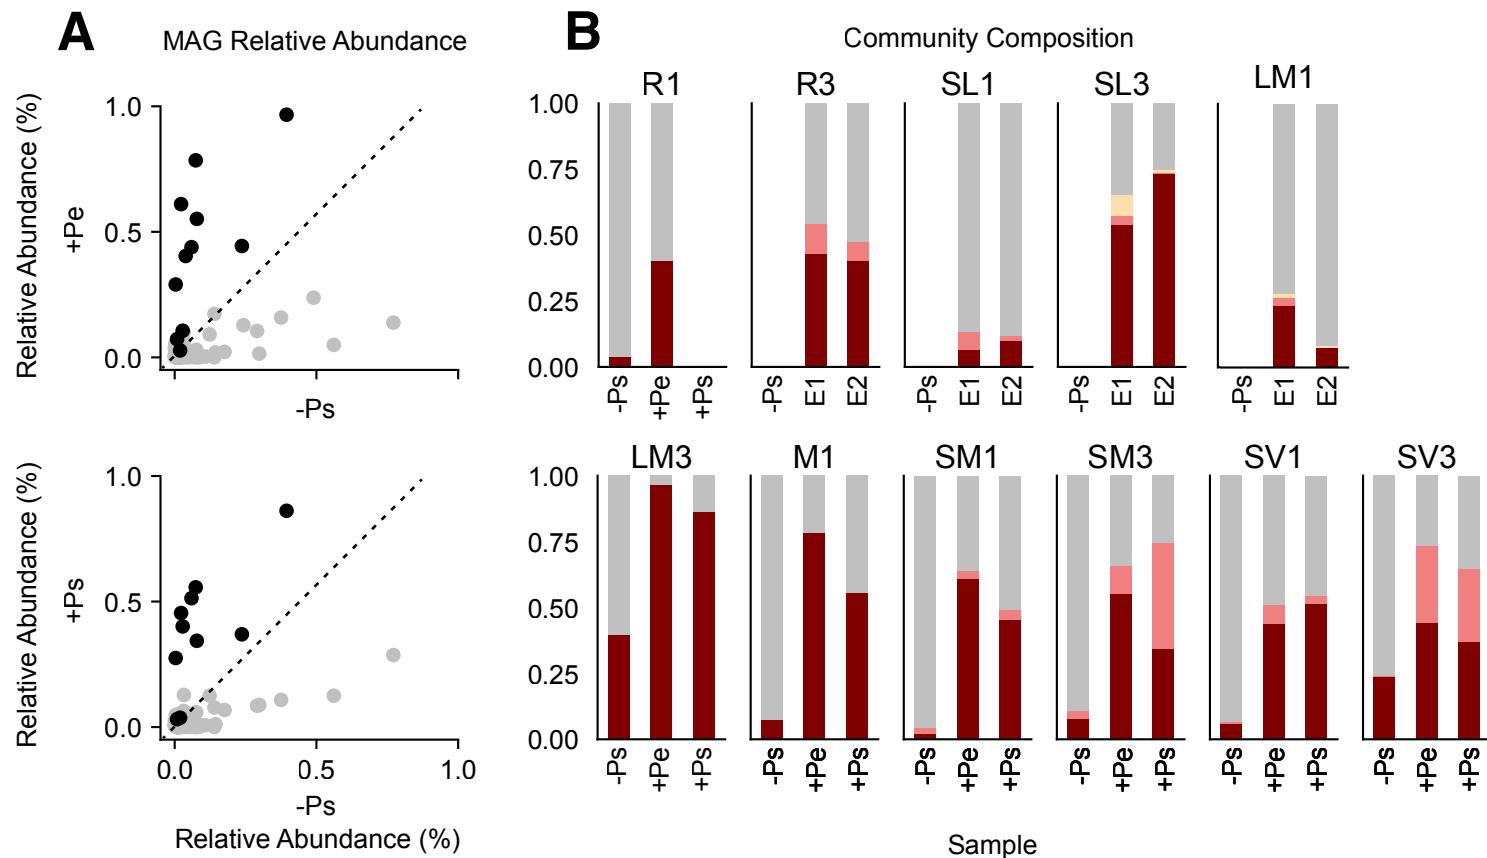 A
MAG Relative Abundance
Relative Abundance (%)
+Pe
1.0
0.5
0.0
-Ps
Relative Abundance (%)
+Ps
1.0
0.5
0.0
0.0 0.5 1.0
-Ps
Relative Abundance (%)
B
Community Composition
R1 R3 SL1 SL3 LM1
1.00
0.75
0.50
0.25
0.00
-Ps +Pe +Ps -Ps E1 E2 -Ps E1 E2 -Ps E1 E2 -Ps E1 E2
LM3 M1 SM1 SM3 SV1 SV3
1.00
0.75
0.50
0.25
0.00
-Ps +Pe +Ps -Ps +Pe +Ps -Ps +Pe +Ps -Ps +Pe +Ps -Ps +Pe +Ps -Ps +Pe +Ps
Sample